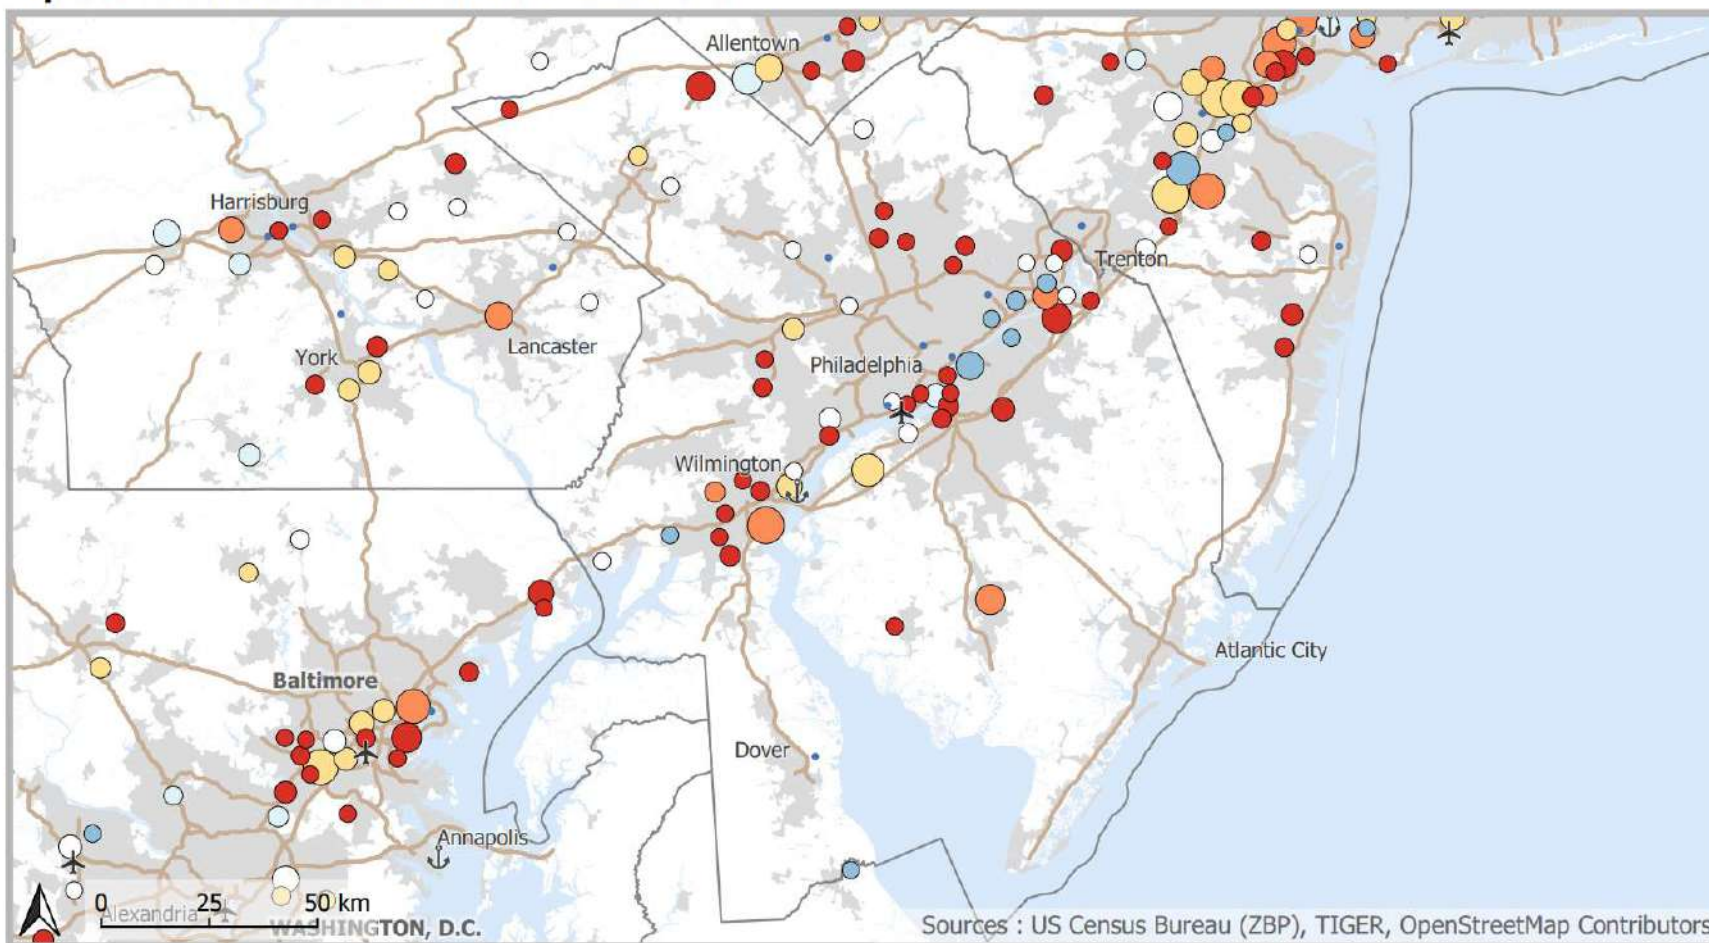 Allentown
Harrisburg
Trenton
York
Lancaster
Philadelphia
Wilmington
Atlantic City
Baltimore
Dover
Annapolis
0 25 50 km
Alexandria
WASHINGTON, D.C.
Sources : US Census Bureau (ZBP), TIGER, OpenStreetMap Contributors